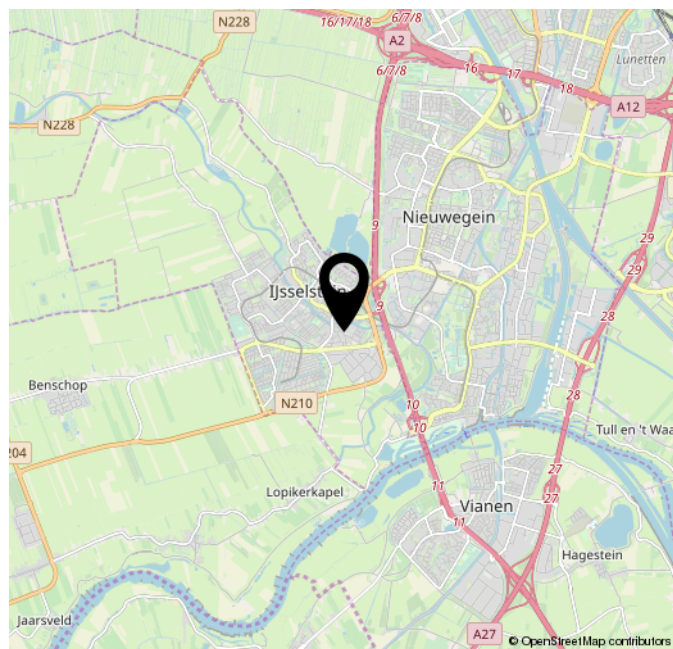 N228
16/17/18
6/7/8
A2
6/7/8
16
17
18
Lunetten
A12
N228
9
Nieuwegein
29
29
IJsselstein
9
28
28
Benschop
N210
10
10
204
Tull en 't Waa
27
27
11
11
Lopikerkapel
Vianen
Hagestein
Jaarsveld
A27
© OpenStreetMap contributors